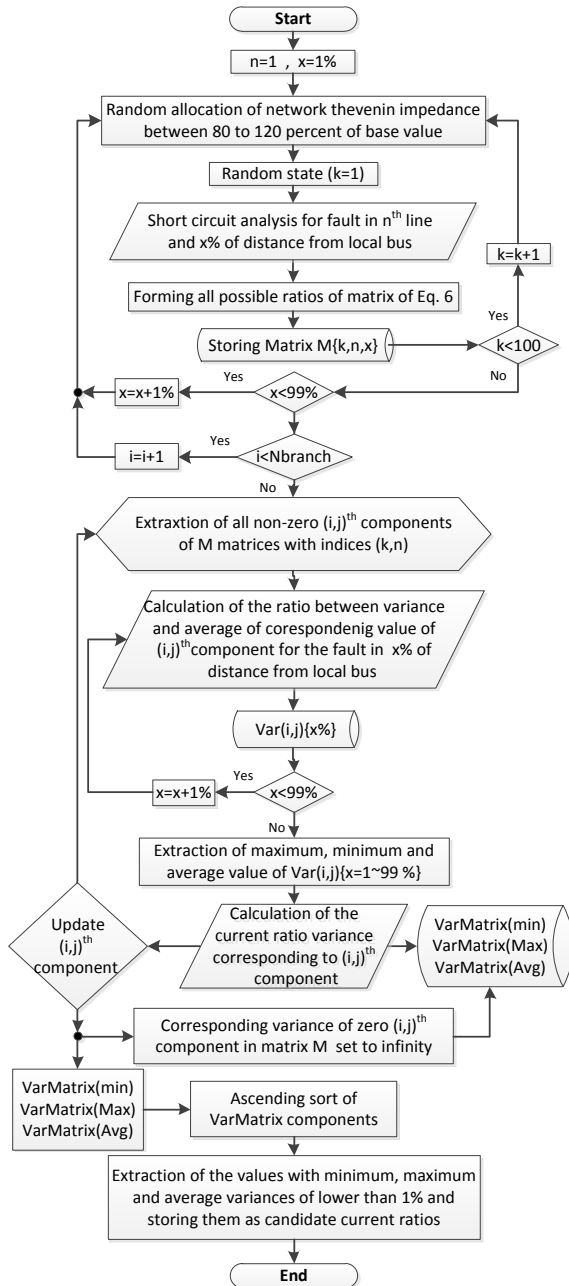 Start
n=1 , x=1%
Random allocation of network thevenin impedance
between 80 to 120 percent of base value
Random state (k=1)
Short circuit analysis for fault in nth line
and x% of distance from local bus
k=k+1
Forming all possible ratios of matrix of Eq. 6
Yes
Storing Matrix M{k,n,x}
k<100
No
x=x+1%
Yes
x<99%
i=i+1
Yes
i<Nbranch
No
Extraxtion of all non-zero (i,j)th components
of M matrices with indices (k,n)
Calculation of the ratio between variance
and average of corespondenig value of
(i,j)th component for the fault in x% of
distance from local bus
Var(i,j){x%}
x=x+1%
Yes
x<99%
No
Extraction of maximum, minimum and
average value of Var(i,j){x=1~99 %}
Update
(i,j)th
component
Calculation of the
current ratio variance
corresponding to (i,j)th
component
VarMatrix(min)
VarMatrix(Max)
VarMatrix(Avg)
Corresponding variance of zero (i,j)th
component in matrix M set to infinity
VarMatrix(min)
VarMatrix(Max)
VarMatrix(Avg)
Ascending sort of
VarMatrix components
Extraction of the values with minimum, maximum
and average variances of lower than 1% and
storing them as candidate current ratios
End